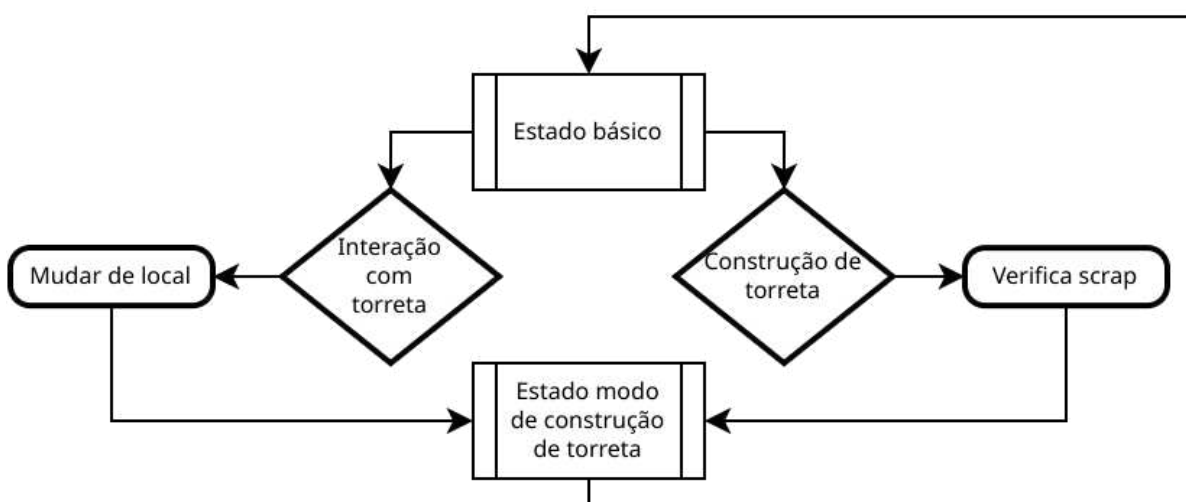 Estado básico
Interação
com
torreta
Construção de
torreta
Mudar de local
Verifica scrap
Estado modo
de construção
de torreta